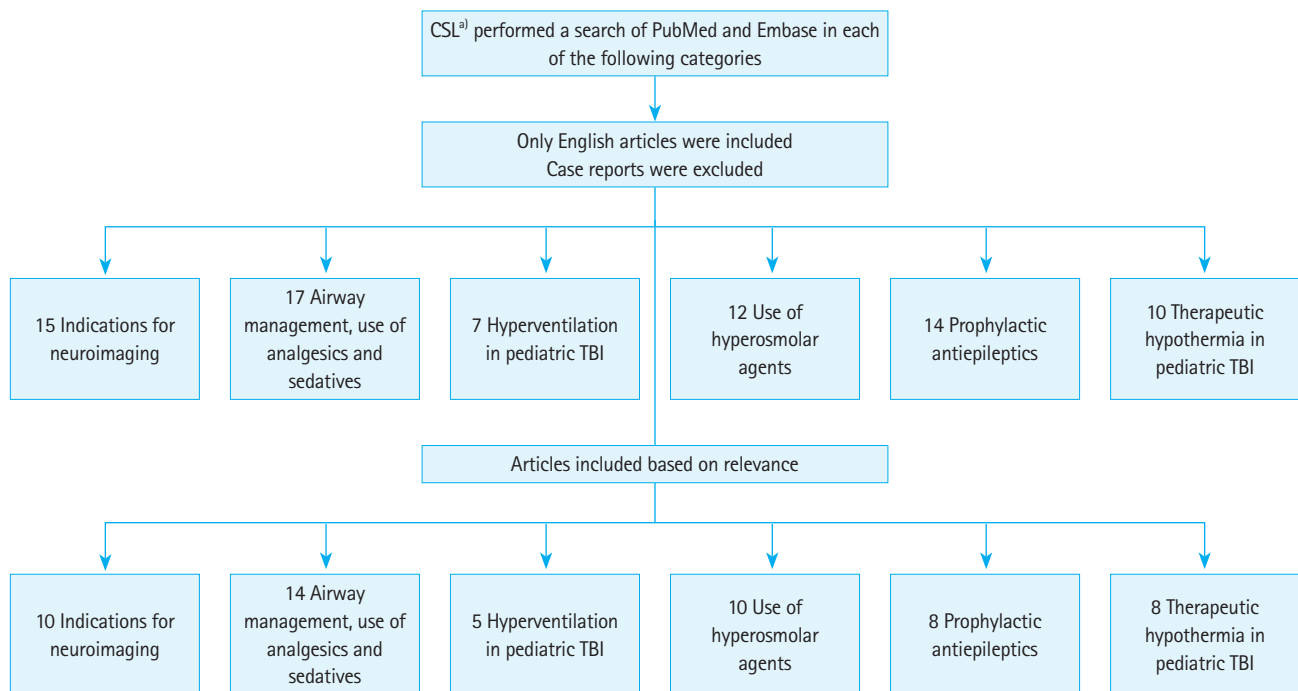 CSLa) performed a search of PubMed and Embase in each
of the following categories
Only English articles were included
Case reports were excluded
15 Indications for
neuroimaging
17 Airway
management, use of
analgesics and
sedatives
7 Hyperventilation
in pediatric TBI
12 Use of
hyperosmolar
agents
14 Prophylactic
antiepileptics
10 Therapeutic
hypothermia in
pediatric TBI
Articles included based on relevance
10 Indications for
neuroimaging
14 Airway
management, use of
analgesics and
sedatives
5 Hyperventilation
in pediatric TBI
10 Use of
hyperosmolar
agents
8 Prophylactic
antiepileptics
8 Therapeutic
hypothermia in
pediatric TBI